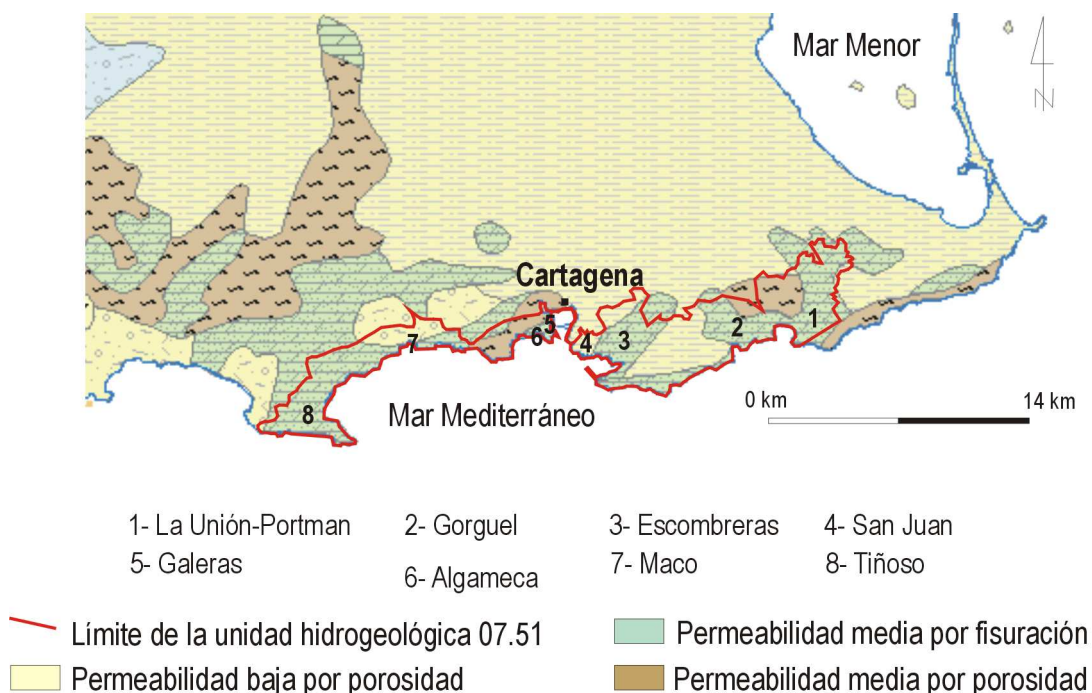 Mar Menor
N
Cartagena
5
6
4
3
2
1
7
8
Mar Mediterráneo
0 km
14 km
1- La Unión-Portman
2- Gorguel
3- Escombreras
4- San Juan
5- Galeras
6- Algameca
7- Maco
8- Tiñoso
Límite de la unidad hidrogeológica 07.51
Permeabilidad media por fisuración
Permeabilidad baja por porosidad
Permeabilidad media por porosidad